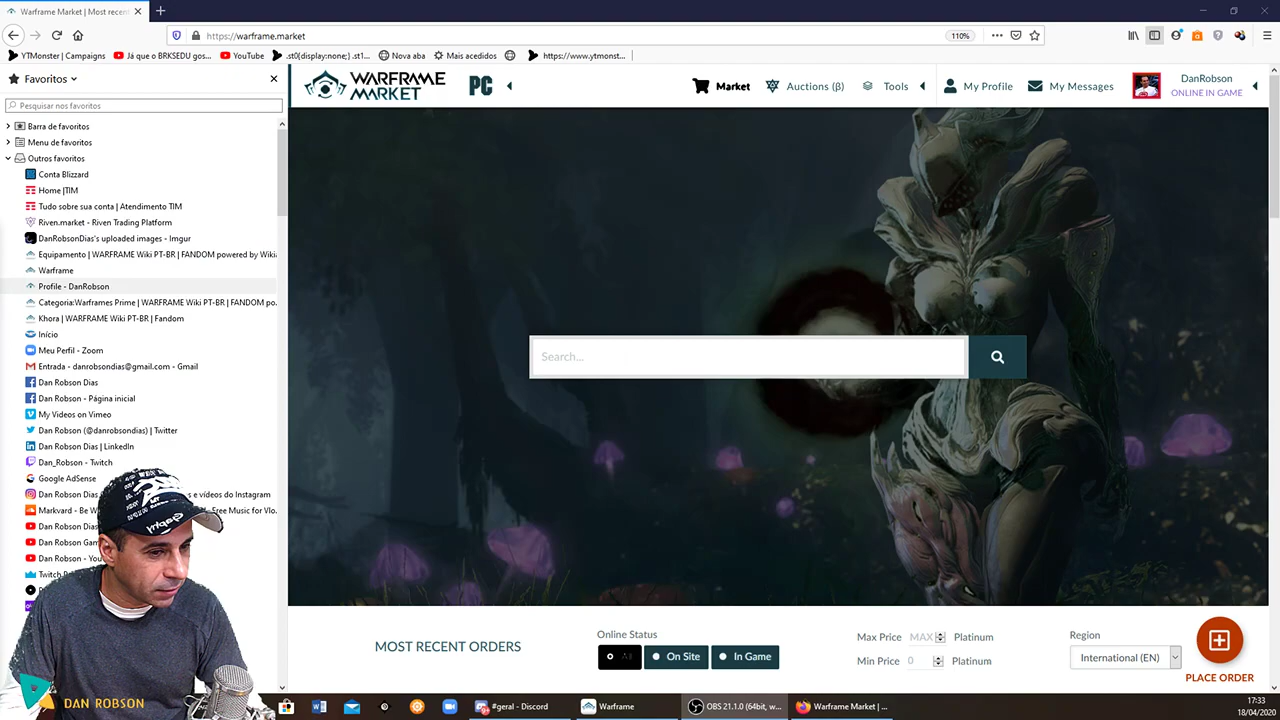 Warframe Market | Most recen
https://warframe.market
110%
YTMonster | Campaigns
Já que o BRKSEDU gos...
YouTube
.st0{display:none;} .st1...
Nova aba
Mais acedidos
https://www.ytmonst...
Favoritos
Pesquisar nos favoritos
Barra de favoritos
Menu de favoritos
Outros favoritos
Conta Blizzard
Home |TIM
Tudo sobre sua conta | Atendimento TIM
Riven.market - Riven Trading Platform
DanRobsonDias's uploaded images - Imgur
Equipamento | WARFRAME Wiki PT-BR | FANDOM powered by Wikia
Warframe
Profile - DanRobson
Categoria:Warframes Prime | WARFRAME Wiki PT-BR | FANDOM po...
Khora | WARFRAME Wiki PT-BR | Fandom
Início
Meu Perfil - Zoom
Entrada - danrobsondias@gmail.com - Gmail
Dan Robson Dias
Dan Robson - Página inicial
My Videos on Vimeo
Dan Robson (@danrobsondias) | Twitter
Dan Robson Dias | LinkedIn
Dan_Robson - Twitch
Google AdSense
Dan Robson Dias
s e vídeos do Instagram
Markvard - Be W
Free Music for Vlo...
Dan Robson Dias
Dan Robson Gam
Dan Robson - You
Twitch
WARFRAME
MARKET
PC
Market
Auctions (β)
Tools
My Profile
My Messages
DanRobson
ONLINE IN GAME
Search...
MOST RECENT ORDERS
Online Status
All
On Site
In Game
Max Price
MAX
Platinum
Min Price
0
Platinum
Region
International (EN)
PLACE ORDER
DAN ROBSON
#geral - Discord
Warframe
OBS 21.1.0 (64bit, w...
Warframe Market | ...
17:33
18/04/2020